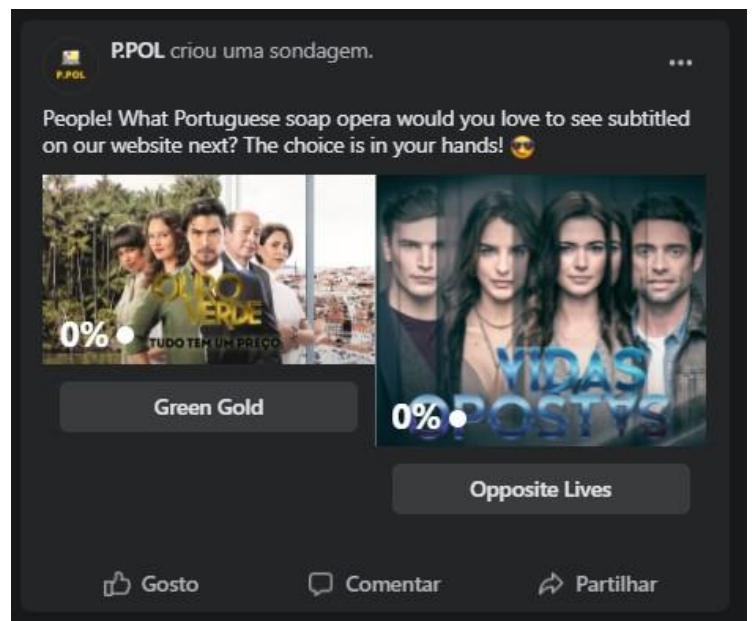 P.POL criou uma sondagem.
P.POL
People! What Portuguese soap opera would you love to see subtitled
on our website next? The choice is in your hands! 😎
OURO
VERDE
TUDO TEM UM PREÇO
0%
Green Gold
VIDAS
OPOSTAS
0%
Opposite Lives
Gosto
Comentar
Partilhar